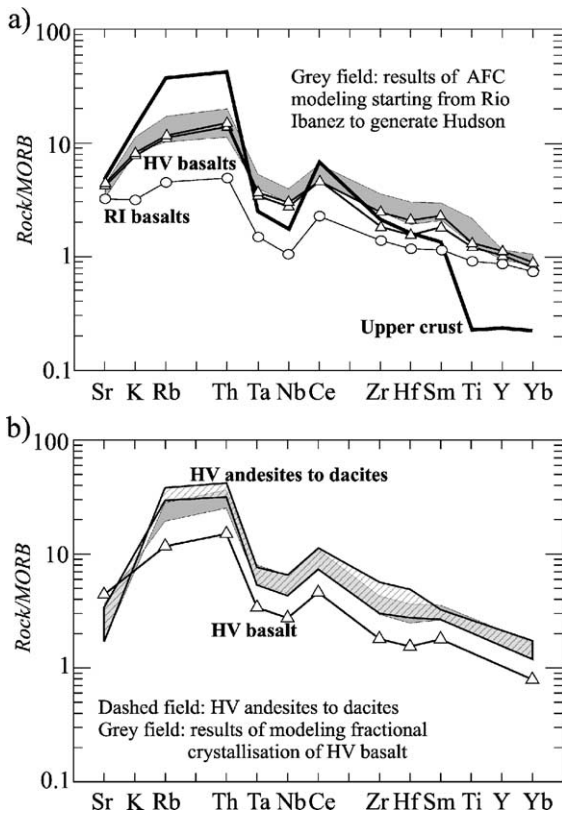 a)
100
Grey field: results of AFC
modeling starting from Rio
Ibanez to generate Hudson
10
HV basalts
RI basalts
Rock/MORB
1
Upper crust
0.1
Sr K Rb Th Ta Nb Ce Zr Hf Sm Ti Y Yb
b)
100
HV andesites to dacites
10
Rock/MORB
HV basalt
1
Dashed field: HV andesites to dacites
Grey field: results of modeling fractional
crystallisation of HV basalt
0.1
Sr K Rb Th Ta Nb Ce Zr Hf Sm Ti Y Yb